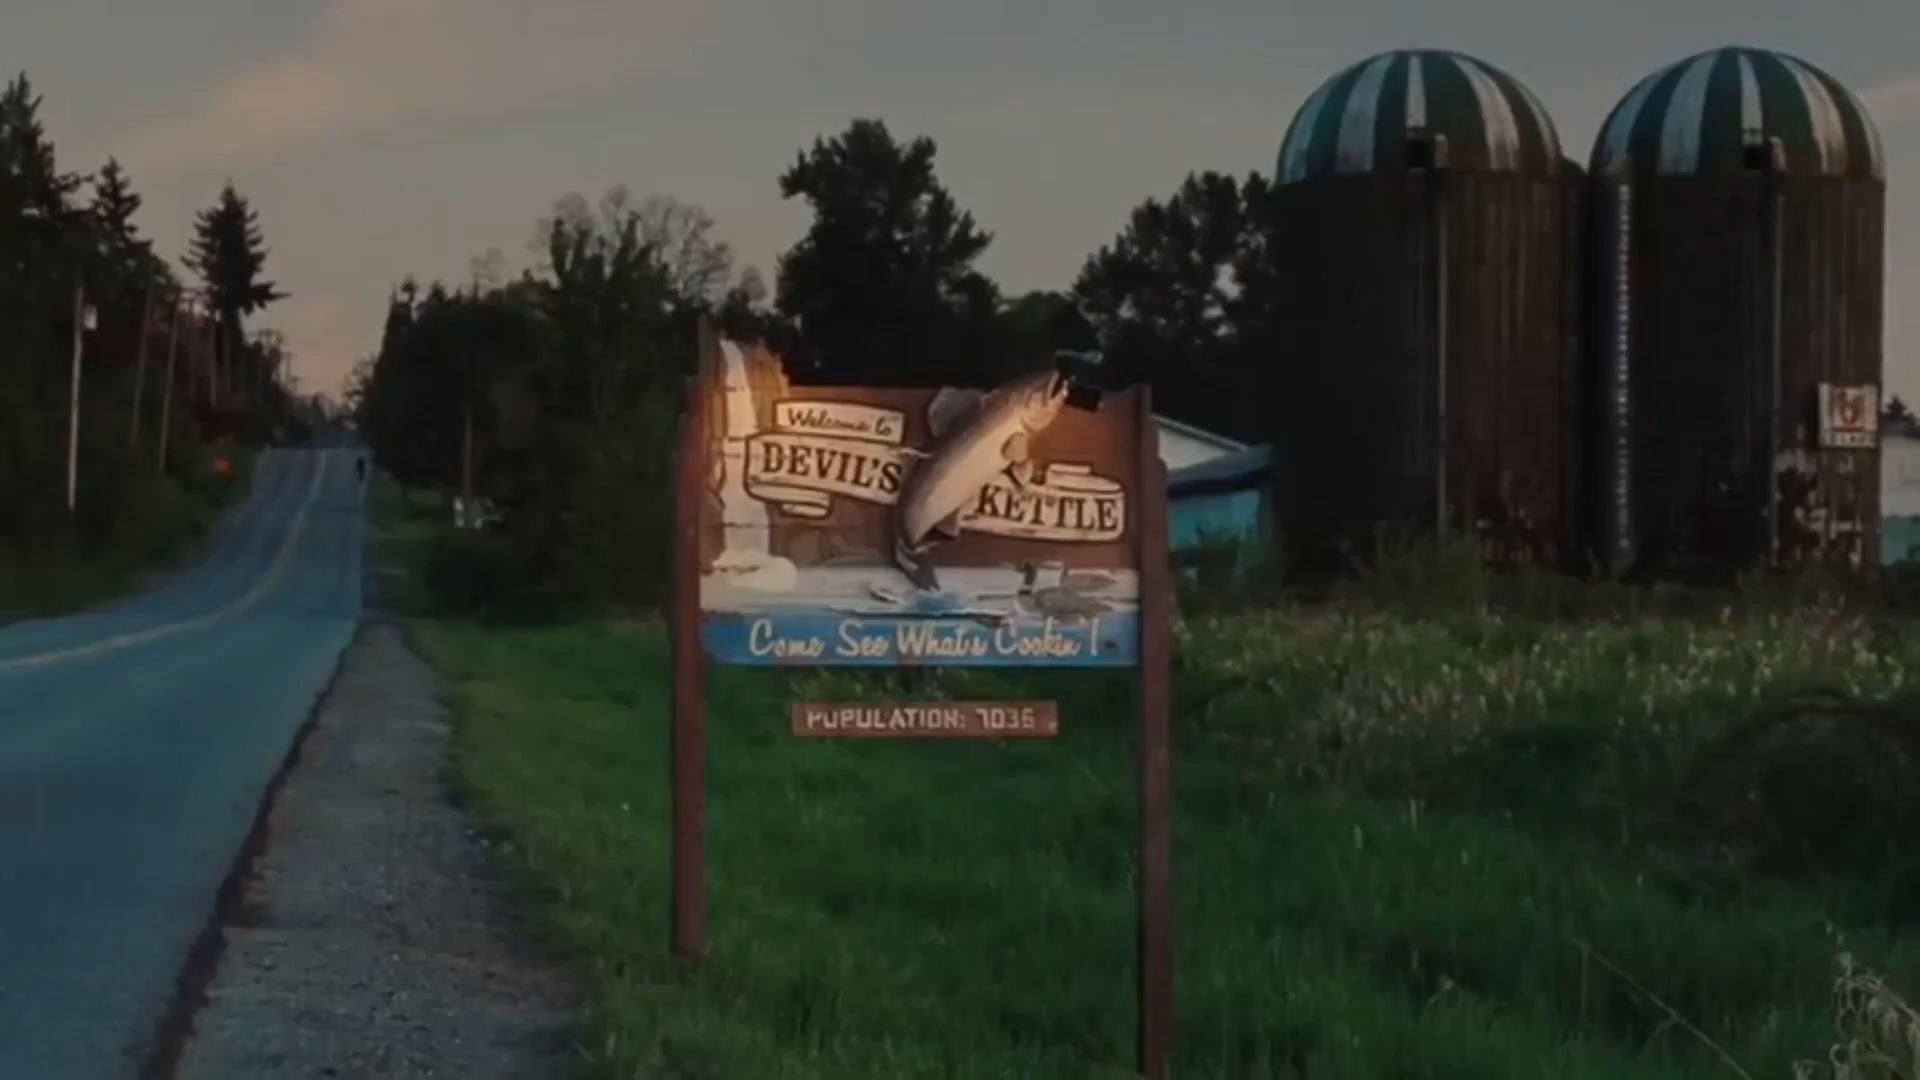 Welcome to
DEVIL'S
KETTLE
Come See What's Cookin'!
POPULATION: 7036